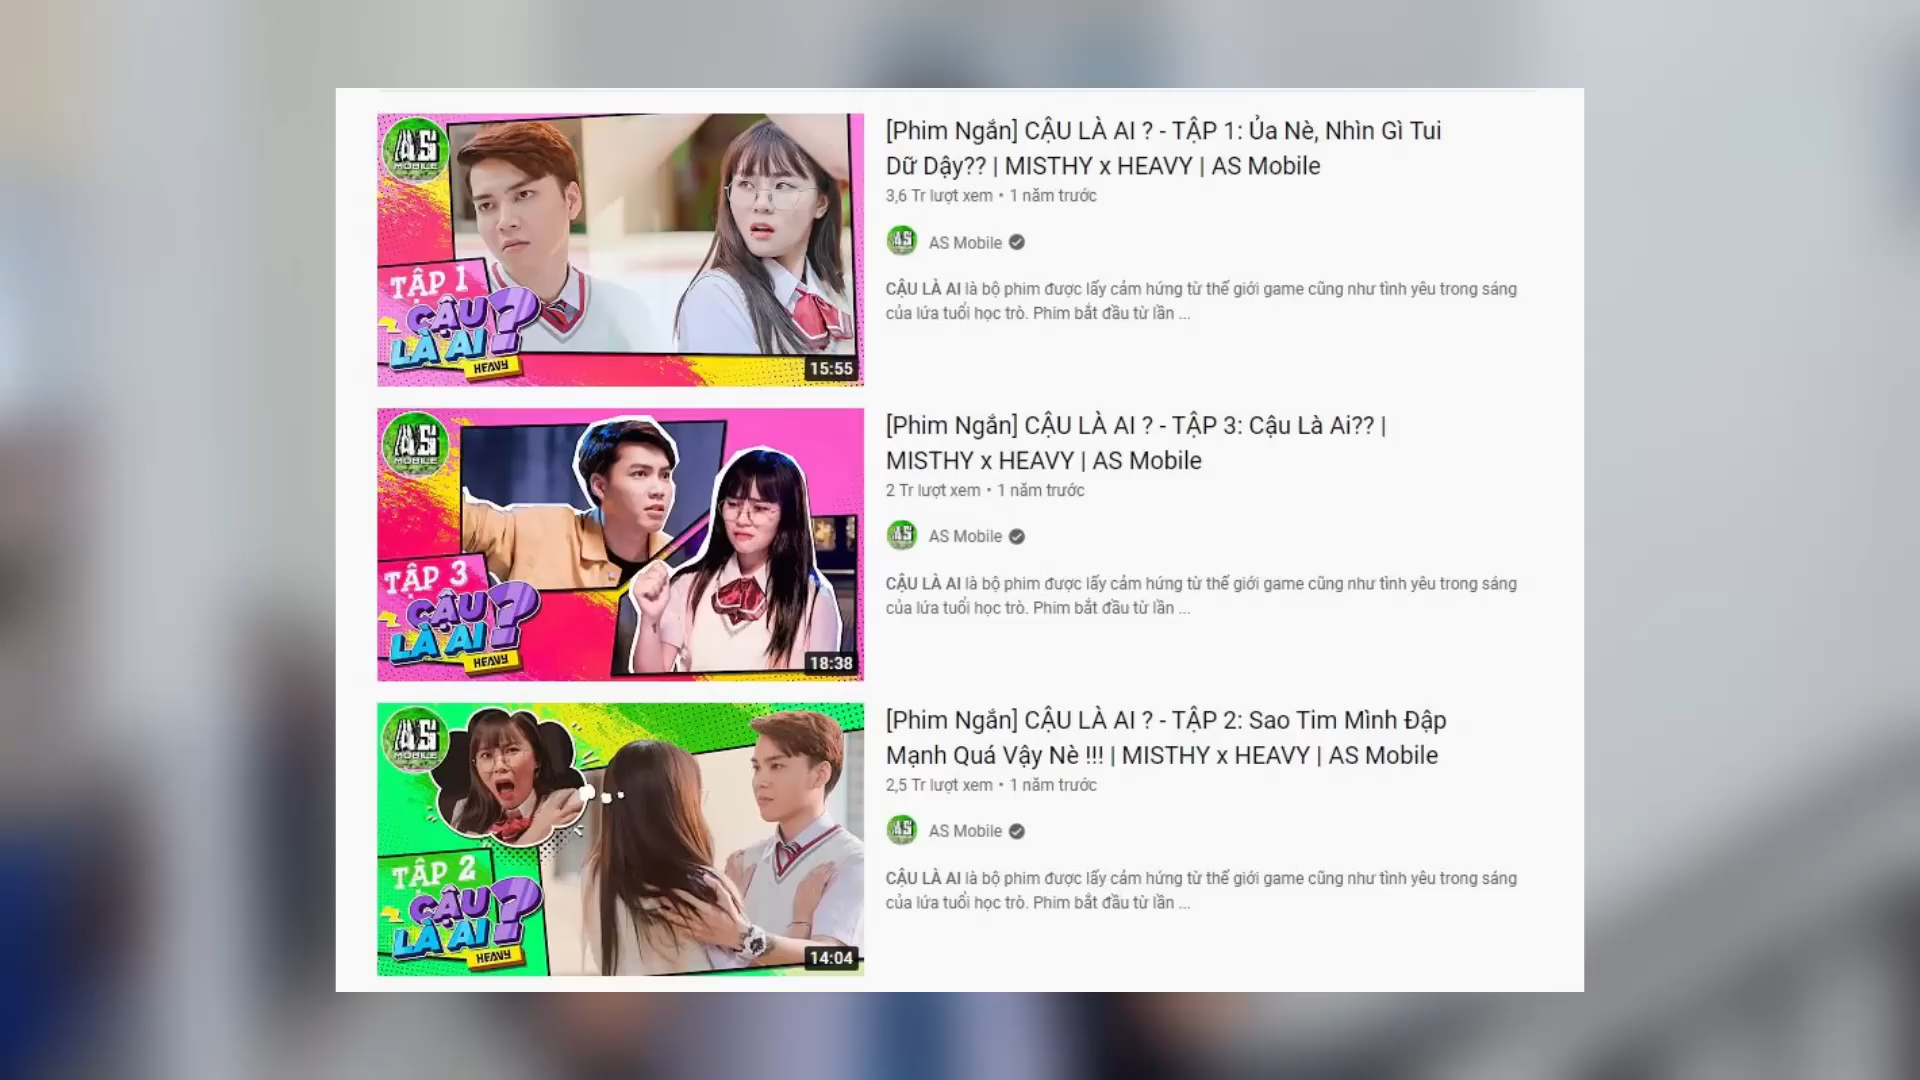 AS
MOBILE
TẬP 1
CẬU
LÀ AI?
HEAVY
15:55
[Phim Ngắn] CẬU LÀ AI ? - TẬP 1: Ủa Nè, Nhìn Gì Tui
Dữ Dậy?? | MISTHY x HEAVY | AS Mobile
3,6 Tr lượt xem • 1 năm trước
AS
AS Mobile
CẬU LÀ AI là bộ phim được lấy cảm hứng từ thế giới game cũng như tình yêu trong sáng
của lứa tuổi học trò. Phim bắt đầu từ lần ...
AS
MOBILE
TẬP 3
CẬU
LÀ AI?
HEAVY
18:38
[Phim Ngắn] CẬU LÀ AI ? - TẬP 3: Cậu Là Ai?? |
MISTHY x HEAVY | AS Mobile
2 Tr lượt xem • 1 năm trước
AS
AS Mobile
CẬU LÀ AI là bộ phim được lấy cảm hứng từ thế giới game cũng như tình yêu trong sáng
của lứa tuổi học trò. Phim bắt đầu từ lần ...
AS
MOBILE
TẬP 2
CẬU
LÀ AI?
HEAVY
14:04
[Phim Ngắn] CẬU LÀ AI ? - TẬP 2: Sao Tim Mình Đập
Mạnh Quá Vậy Nè !!! | MISTHY x HEAVY | AS Mobile
2,5 Tr lượt xem • 1 năm trước
AS
AS Mobile
CẬU LÀ AI là bộ phim được lấy cảm hứng từ thế giới game cũng như tình yêu trong sáng
của lứa tuổi học trò. Phim bắt đầu từ lần ...